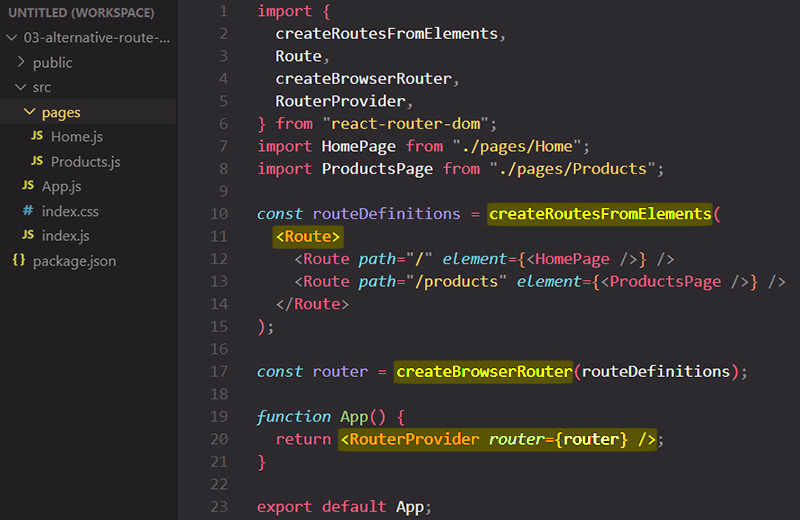 UNTITLED (WORKSPACE)
03-alternative-route-...
public
src
pages
JS Home.js
JS Products.js
JS App.js
# index.css
JS index.js
{} package.json
1 import {
2   createRoutesFromElements,
3   Route,
4   createBrowserRouter,
5   RouterProvider,
6 } from "react-router-dom";
7 import HomePage from "./pages/Home";
8 import ProductsPage from "./pages/Products";
9
10 const routeDefinitions = createRoutesFromElements(
11   <Route>
12     <Route path="/" element={<HomePage />} />
13     <Route path="/products" element={<ProductsPage />} />
14   </Route>
15 );
16
17 const router = createBrowserRouter(routeDefinitions);
18
19 function App() {
20   return <RouterProvider router={router} />;
21 }
22
23 export default App;